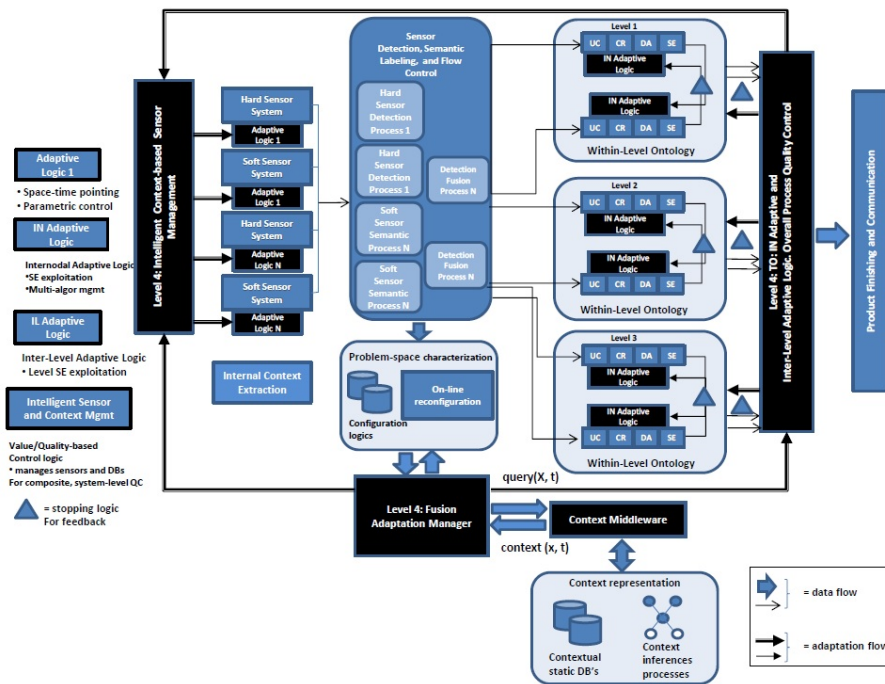 Adaptive
Logic 1
• Space-time pointing
• Parametric control
IN Adaptive
Logic
Internodal Adaptive Logic
•SE exploitation
•Multi-algor mgmt
IL Adaptive
Logic
Inter-Level Adaptive Logic
• Level SE exploitation
Intelligent Sensor
and Context Mgmt
Value/Quality-based
Control logic
• manages sensors and DBs
For composite, system-level QC
= stopping logic
For feedback
Level 4: Intelligent Context-based Sensor
Management
Hard Sensor
System
Adaptive
Logic 1
Soft Sensor
System
Adaptive
Logic 1
Hard Sensor
System
Adaptive
Logic N
Soft Sensor
System
Adaptive
Logic N
Internal Context
Extraction
Sensor
Detection, Semantic
Labeling, and Flow
Control
Hard
Sensor
Detection
Process 1
Hard
Sensor
Detection
Process 1
Soft
Sensor
Semantic
Process N
Soft
Sensor
Semantic
Process N
Detection
Fusion
Process N
Detection
Fusion
Process N
Problem-space characterization
On-line
reconfiguration
Configuration
logics
Level 4: Fusion
Adaptation Manager
query(X, t)
context (x, t)
Context Middleware
Context representation
Contextual
static DB's
Context
inferences
processes
Level 1
UC CR DA SE
IN Adaptive
Logic
IN Adaptive
Logic
UC CR DA SE
Within-Level Ontology
Level 2
UC CR DA SE
IN Adaptive
Logic
IN Adaptive
Logic
UC CR DA SE
Within-Level Ontology
Level 3
UC CR DA SE
IN Adaptive
Logic
IN Adaptive
Logic
UC CR DA SE
Within-Level Ontology
Level 4: TO: IN Adaptive and
Inter-Level Adaptive Logic. Overall Process Quality Control
Product Finishing and Communication
= data flow
= adaptation flow